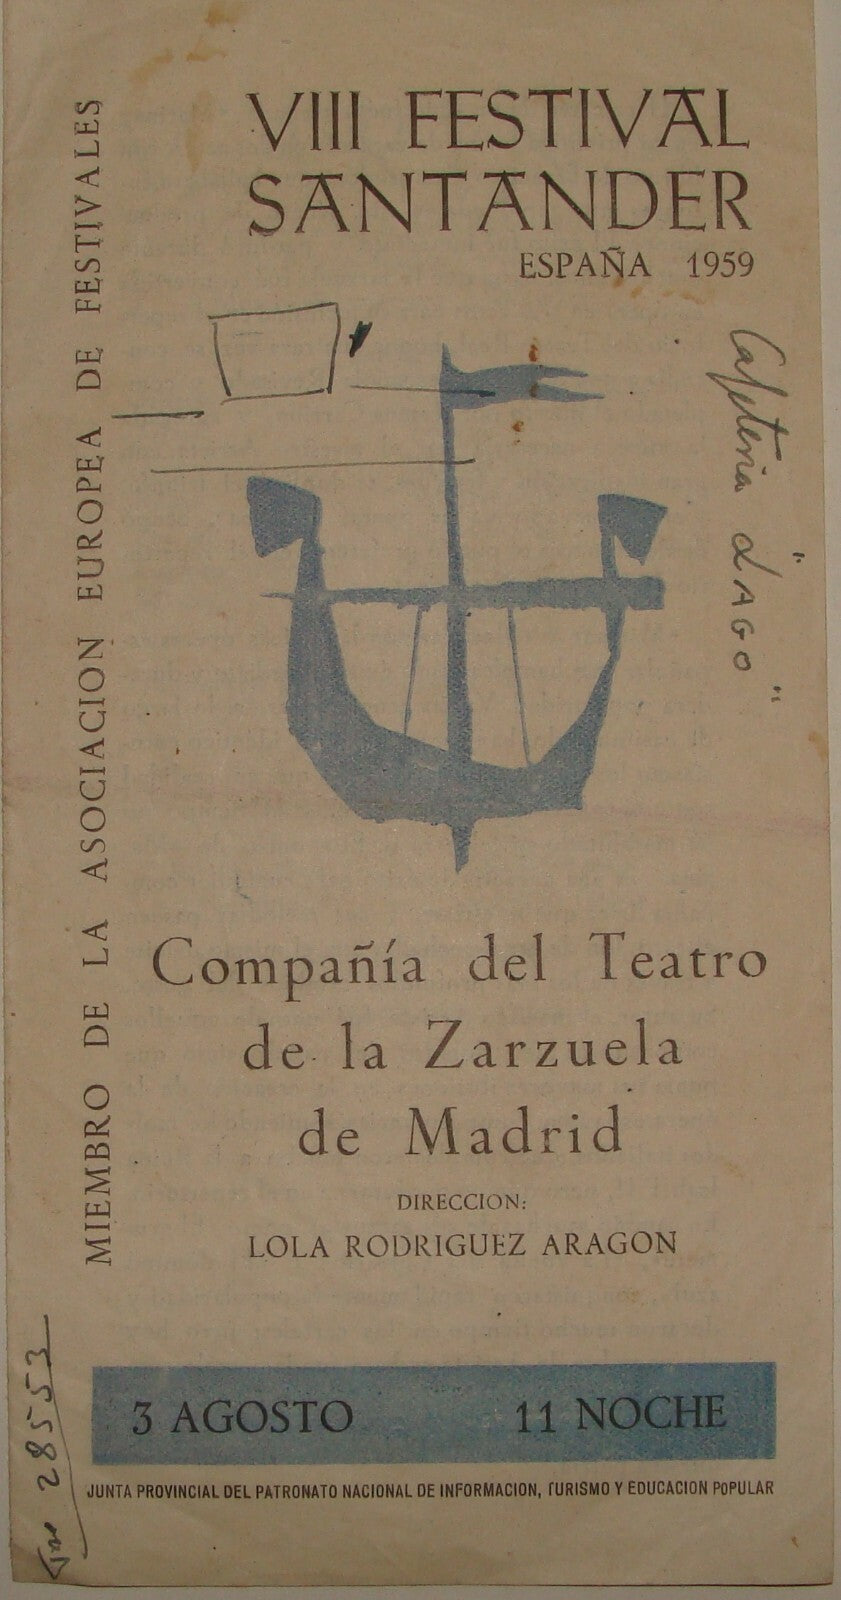 VIII FESTIVAL
SANTANDER
ESPAÑA 1959
MIEMBRO DE LA ASOCIACION EUROPEA DE FESTIVALES
Cafetería "LAGO"
Compañía del Teatro
de la Zarzuela
de Madrid
DIRECCION:
LOLA RODRIGUEZ ARAGON
3 AGOSTO 11 NOCHE
JUNTA PROVINCIAL DEL PATRONATO NACIONAL DE INFORMACION, TURISMO Y EDUCACION POPULAR
28553